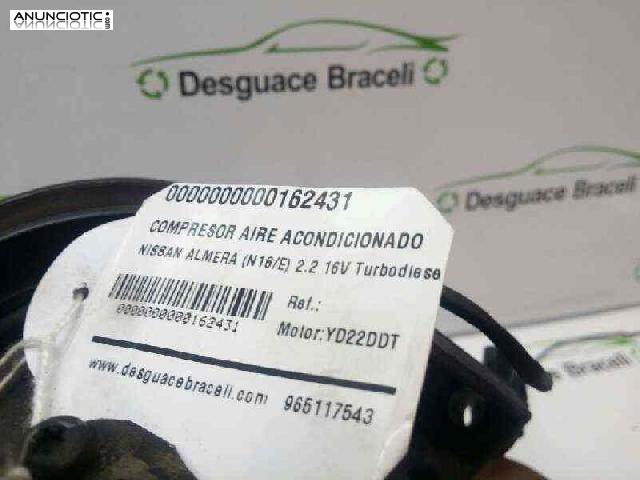 ANUNCIOTIC
Desguace Braceli
Desguace Braceli
0000000000162431
COMPRESOR AIRE ACONDICIONADO
NISSAN ALMERA (N16/E) 2.2 16V Turbodiese
Ref.:
0000000000162431
Motor:YD22DDT
www.desguacebraceli.com 965117543